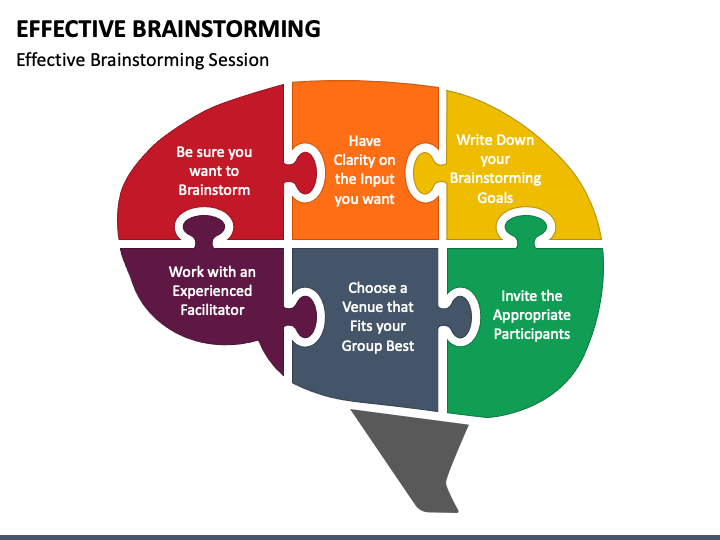 EFFECTIVE BRAINSTORMING
Effective Brainstorming Session
Be sure you
want to
Brainstorm
Have
Clarity on
the Input
you want
Write Down
your
Brainstorming
Goals
Work with an
Experienced
Facilitator
Choose a
Venue that
Fits your
Group Best
Invite the
Appropriate
Participants